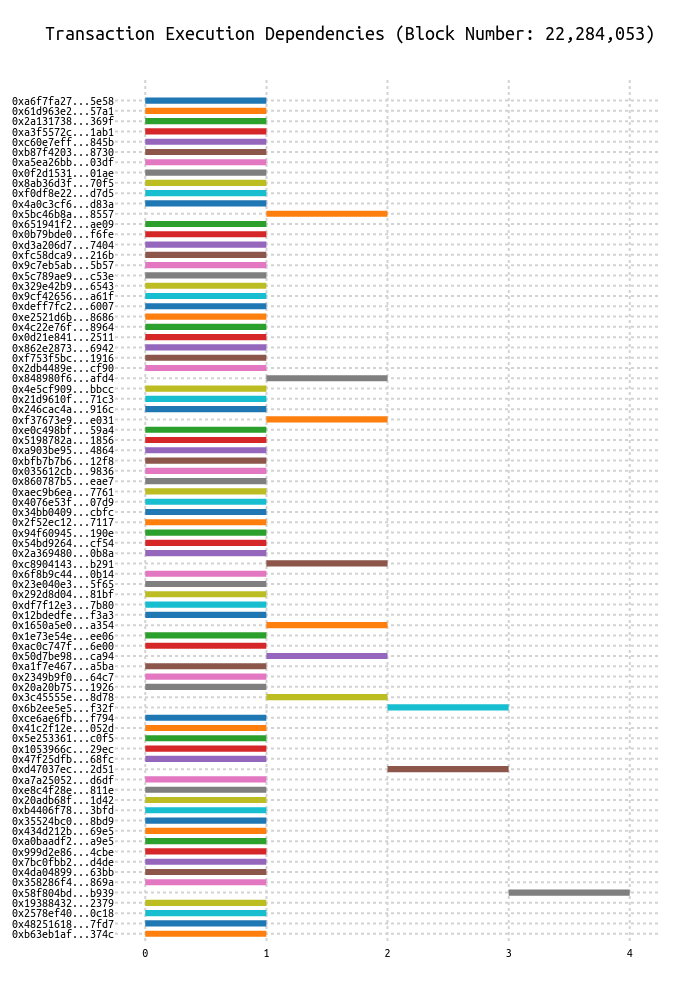 Transaction Execution Dependencies (Block Number: 22,284,053)
0xa6f7fa27...5e58
0x61d963e2...57a1
0x2a131738...369f
0xa3f5572c...1ab1
0xc60e7eff...845b
0xb87f4203...8730
0xa5ea26bb...03df
0x0f2d1531...01ae
0x8ab36d3f...70f5
0xf0df8e22...d7d5
0x4a0c3cf6...d83a
0x5bc46b8a...8557
0x651941f2...ae09
0x0b79bde0...f6fe
0xd3a206d7...7404
0xfc58dca9...216b
0x9c7eb5ab...5b57
0x5c789ae9...c53e
0x329e42b9...6543
0x9cf42656...a61f
0xdeff7fc2...6007
0xe2521d6b...8686
0x4c22e76f...8964
0x0d21e841...2511
0x862e2873...6942
0xf753f5bc...1916
0x2db4489e...cf90
0x848980f6...afd4
0x4e5cf909...bbcc
0x21d9610f...71c3
0x246cac4a...916c
0xf37673e9...e031
0xe0c498bf...59a4
0x5198782a...1856
0xa903be95...4864
0xbfb7b7b6...12f8
0x035612cb...9836
0x860787b5...eae7
0xaec9b6ea...7761
0x4076e53f...07d9
0x34bb0409...cbfc
0x2f52ec12...7117
0x94f60945...190e
0x54bd9264...cf54
0x2a369480...0b8a
0xc8904143...b291
0x6f8b9c44...0b14
0x23e040e3...5f65
0x292d8d04...81bf
0xdf7f12e3...7b80
0x12bdedfe...f3a3
0x1650a5e0...a354
0x1e73e54e...ee06
0xac0c747f...6e00
0x50d7be98...ca94
0xa1f7e467...a5ba
0x2349b9f0...64c7
0x20a20b75...1926
0x3c45555e...8d78
0x6b2ee5e5...f32f
0xce6ae6fb...f794
0x41c2f12e...052d
0x5e253361...c0f5
0x1053966c...29ec
0x47f25dfb...68fc
0xd47037ec...2d51
0xa7a25052...d6df
0xe8c4f28e...811e
0x20adb68f...1d42
0xb4406f78...3bfd
0x35524bc0...8bd9
0x434d212b...69e5
0xa0baadf2...a9e5
0x999d2e86...4cbe
0x7bc0fbb2...d4de
0x4da04899...63bb
0x358286f4...869a
0x58f804bd...b939
0x19388432...2379
0x2578ef40...0c18
0x48251618...7fd7
0xb63eb1af...374c
0 1 2 3 4